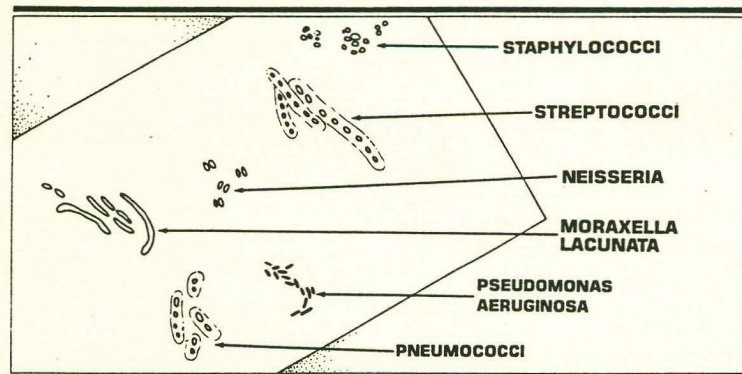 STAPHYLOCOCCI
STREPTOCOCCI
NEISSERIA
MORAXELLA
LACUNATA
PSEUDOMONAS
AERUGINOSA
PNEUMOCOCCI